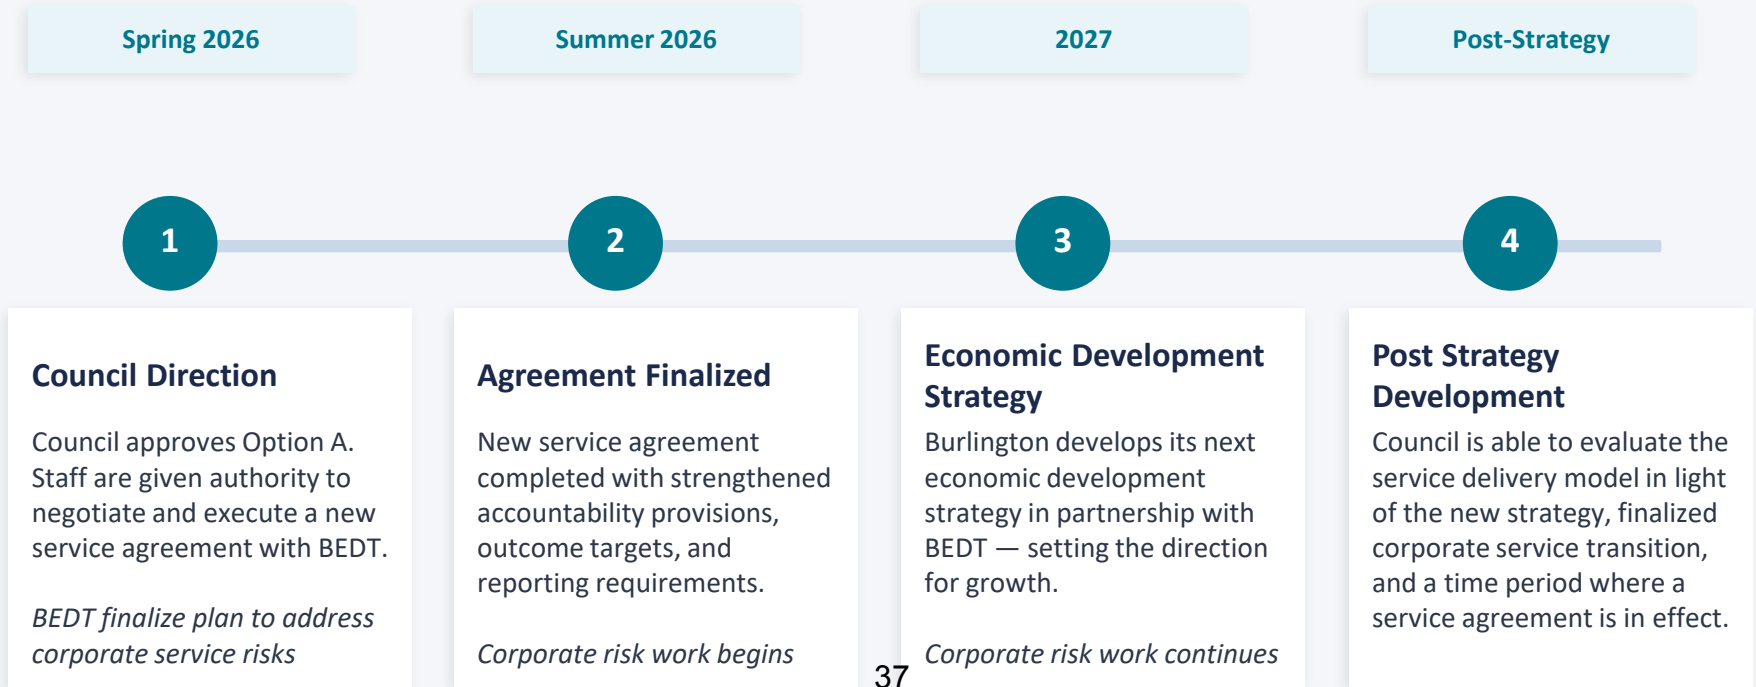 Spring 2026
Summer 2026
2027
Post-Strategy
1
2
3
4
Council Direction
Council approves Option A.
Staff are given authority to
negotiate and execute a new
service agreement with BEDT.
BEDT finalize plan to address
corporate service risks
Agreement Finalized
New service agreement
completed with strengthened
accountability provisions,
outcome targets, and
reporting requirements.
Corporate risk work begins
Economic Development
Strategy
Burlington develops its next
economic development
strategy in partnership with
BEDT — setting the direction
for growth.
Corporate risk work continues
Post Strategy
Development
Council is able to evaluate the
service delivery model in light
of the new strategy, finalized
corporate service transition,
and a time period where a
service agreement is in effect.
37